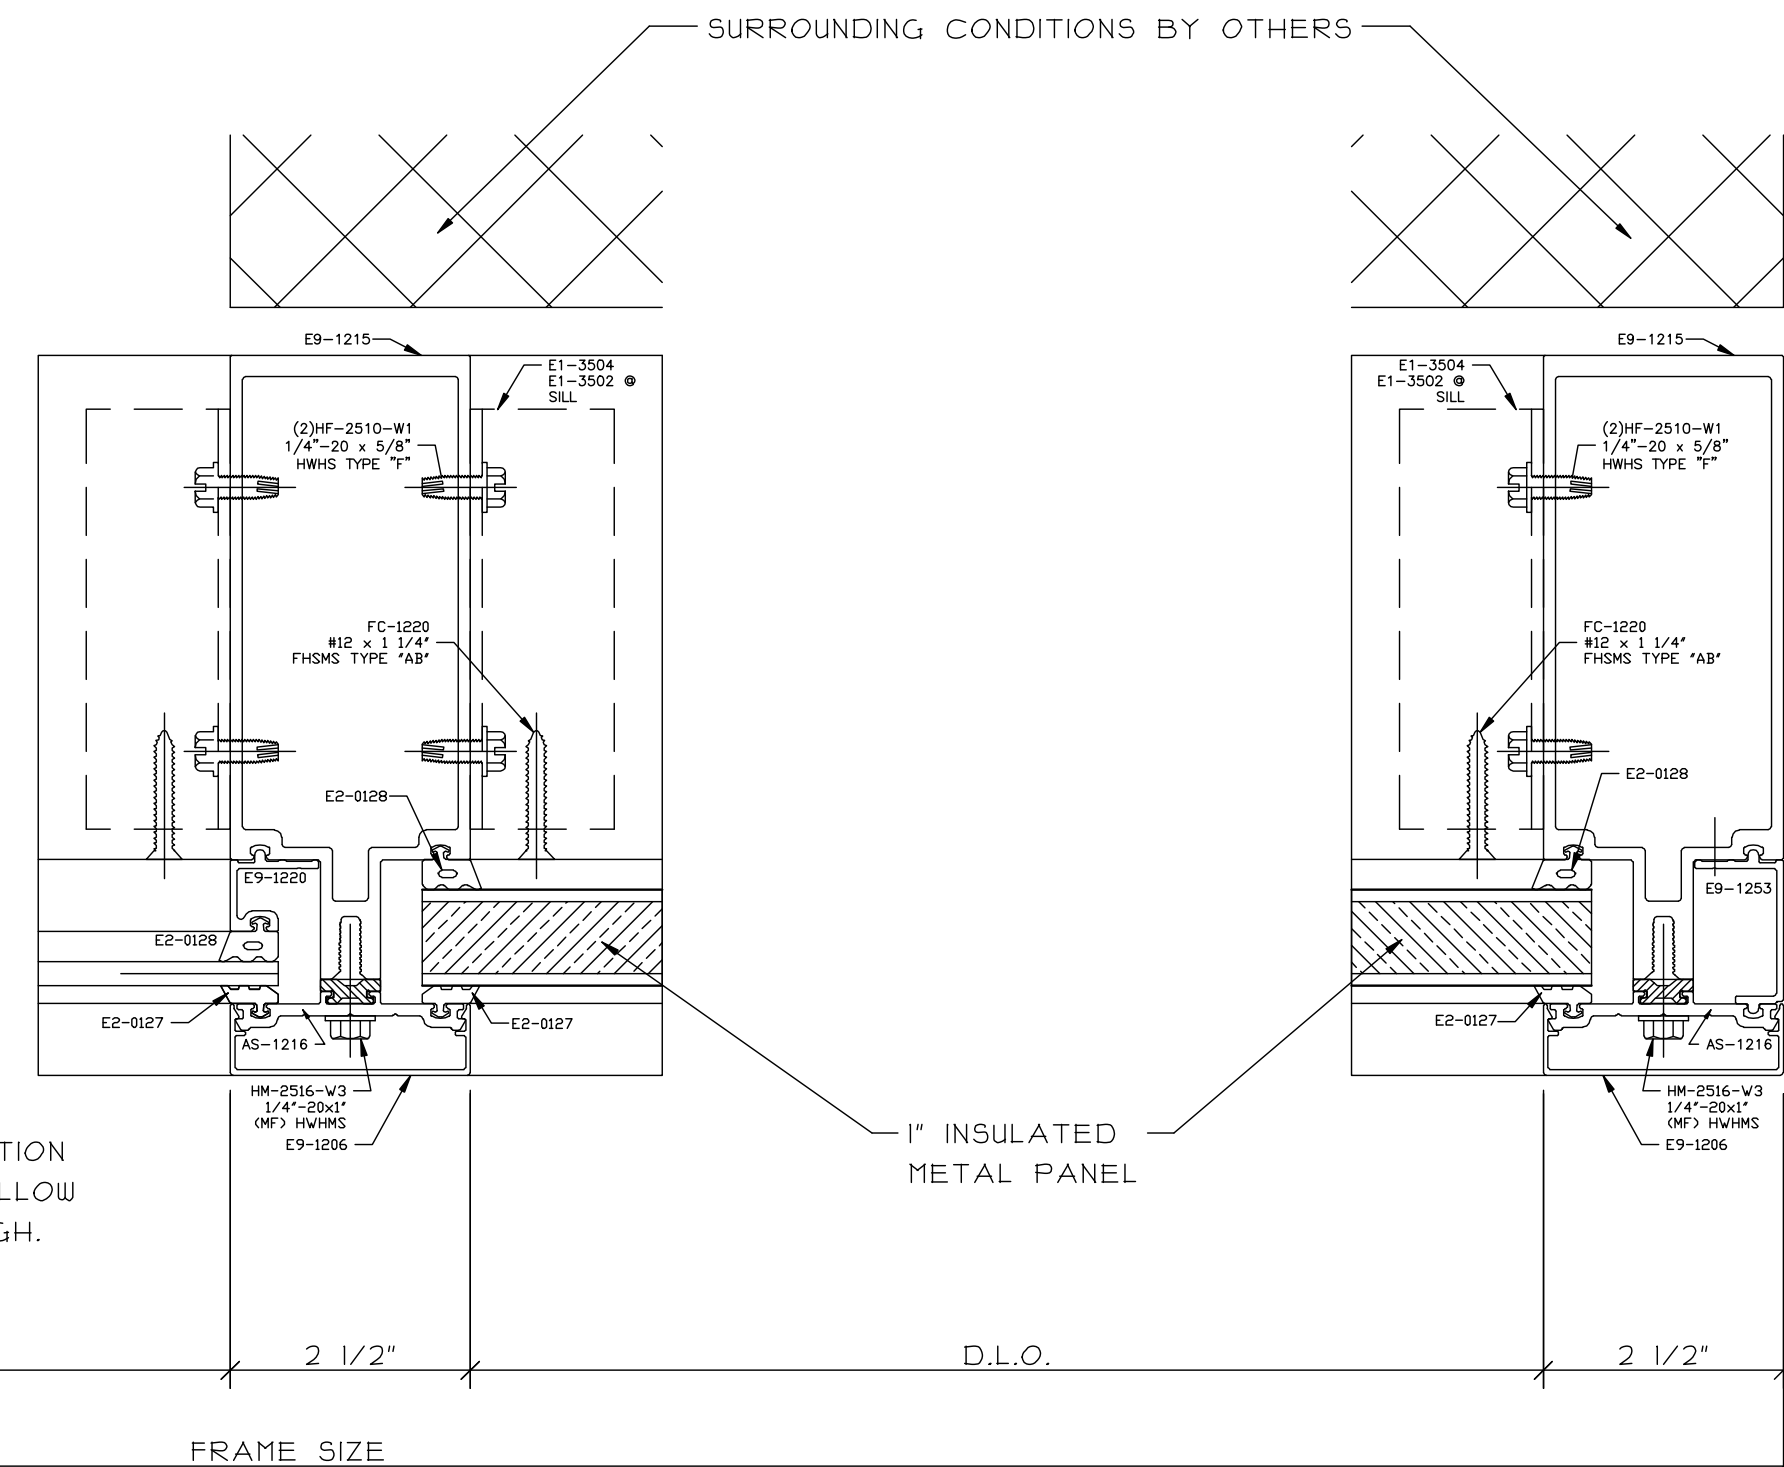 SURROUNDING CONDITIONS BY OTHERS
E9-1215
E1-3504
E1-3502 @
SILL
(2)HF-2510-W1
1/4"-20 x 5/8"
HWHS TYPE "F"
FC-1220
#12 x 1 1/4"
FHSMS TYPE "AB"
E2-0128
E9-1220
E2-0128
E2-0127
E2-0127
AS-1216
HM-2516-W3
1/4"-20x1"
(MF) HWHMS
E9-1206
E9-1215
E1-3504
E1-3502 @
SILL
(2)HF-2510-W1
1/4"-20 x 5/8"
HWHS TYPE "F"
FC-1220
#12 x 1 1/4"
FHSMS TYPE "AB"
E2-0128
E9-1253
E2-0127
AS-1216
HM-2516-W3
1/4"-20x1"
(MF) HWHMS
E9-1206
1" INSULATED
METAL PANEL
TION
LLOW
GH.
2 1/2"
D.L.O.
2 1/2"
FRAME SIZE